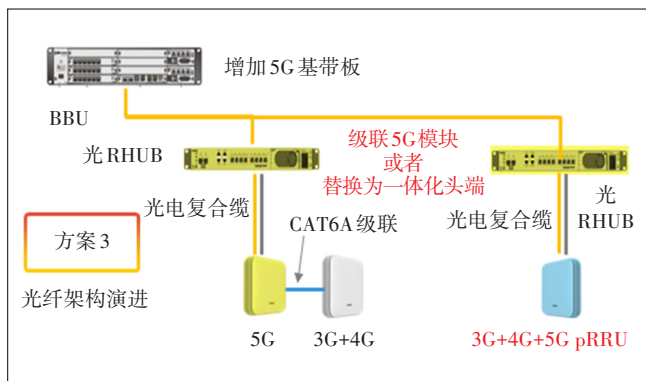 增加5G基带板
BBU
光RHUB
级联5G模块
或者
替换为一体化头端
光电复合缆
CAT6A级联
光电复合缆
光
RHUB
方案3
光纤架构演进
5G
3G+4G
3G+4G+5G pRRU